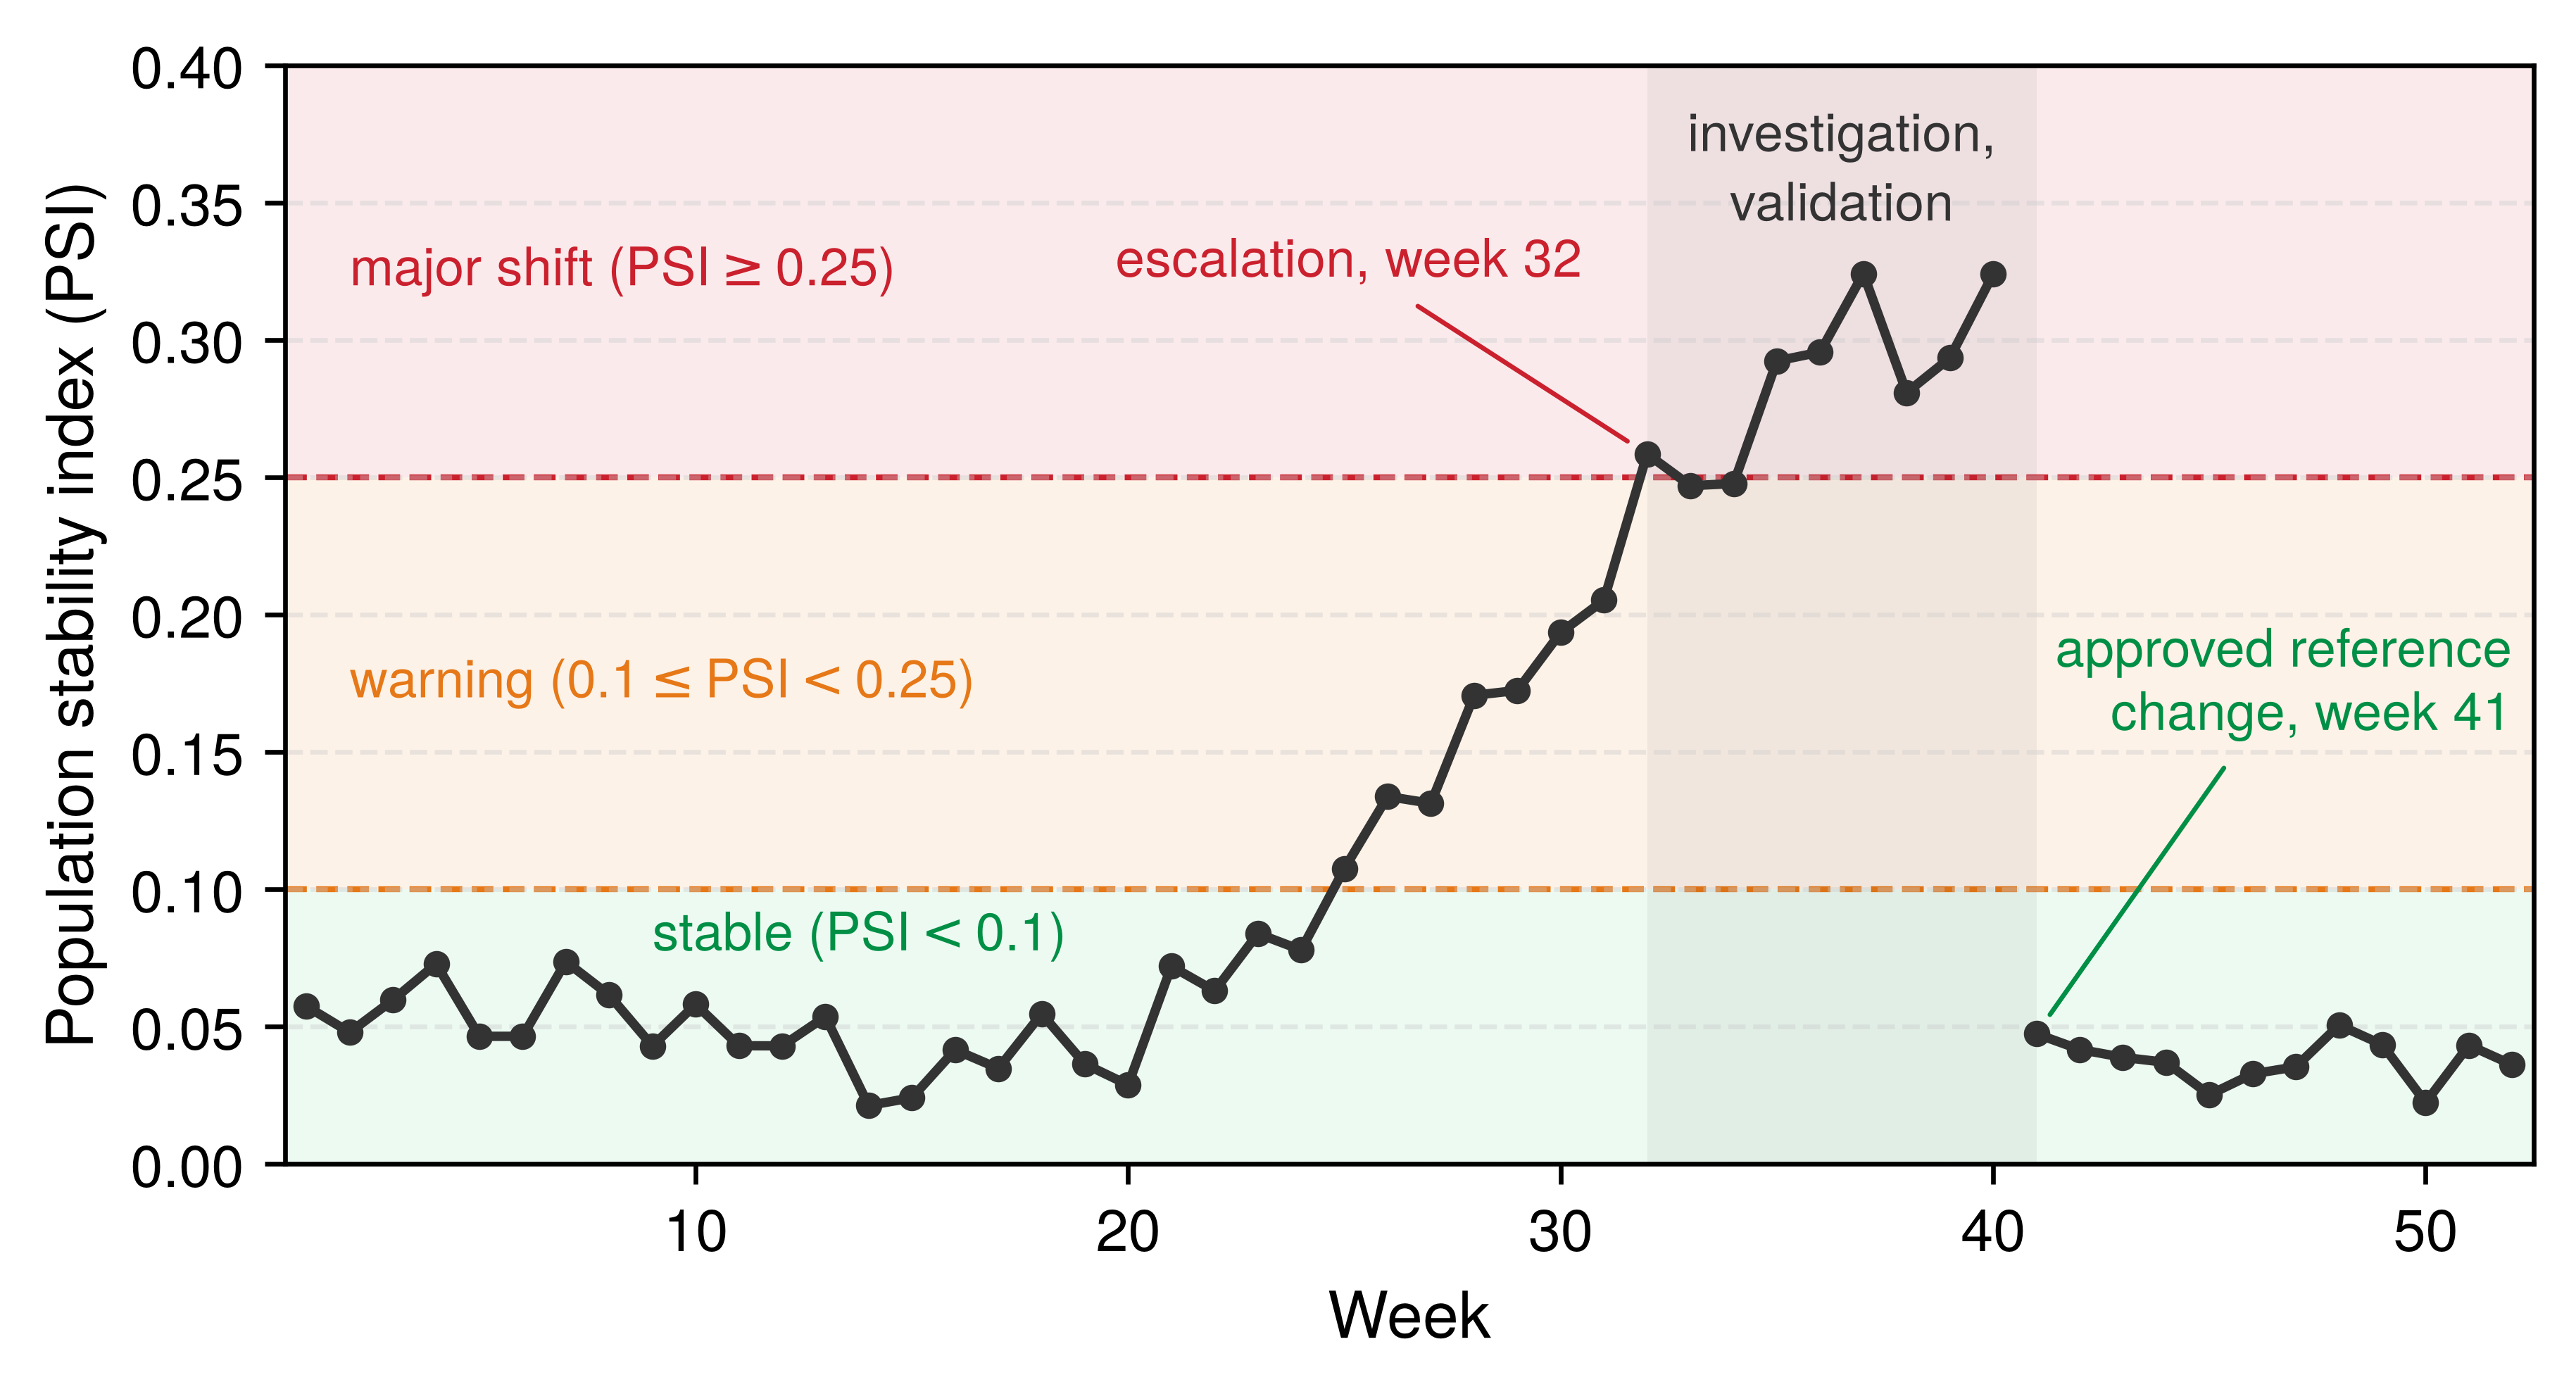 Population stability index (PSI)
0.40
0.35
0.30
0.25
0.20
0.15
0.10
0.05
0.00
investigation,
validation
major shift (PSI ≥ 0.25)
escalation, week 32
warning (0.1 ≤ PSI < 0.25)
approved reference
change, week 41
stable (PSI < 0.1)
10
20
30
40
50
Week